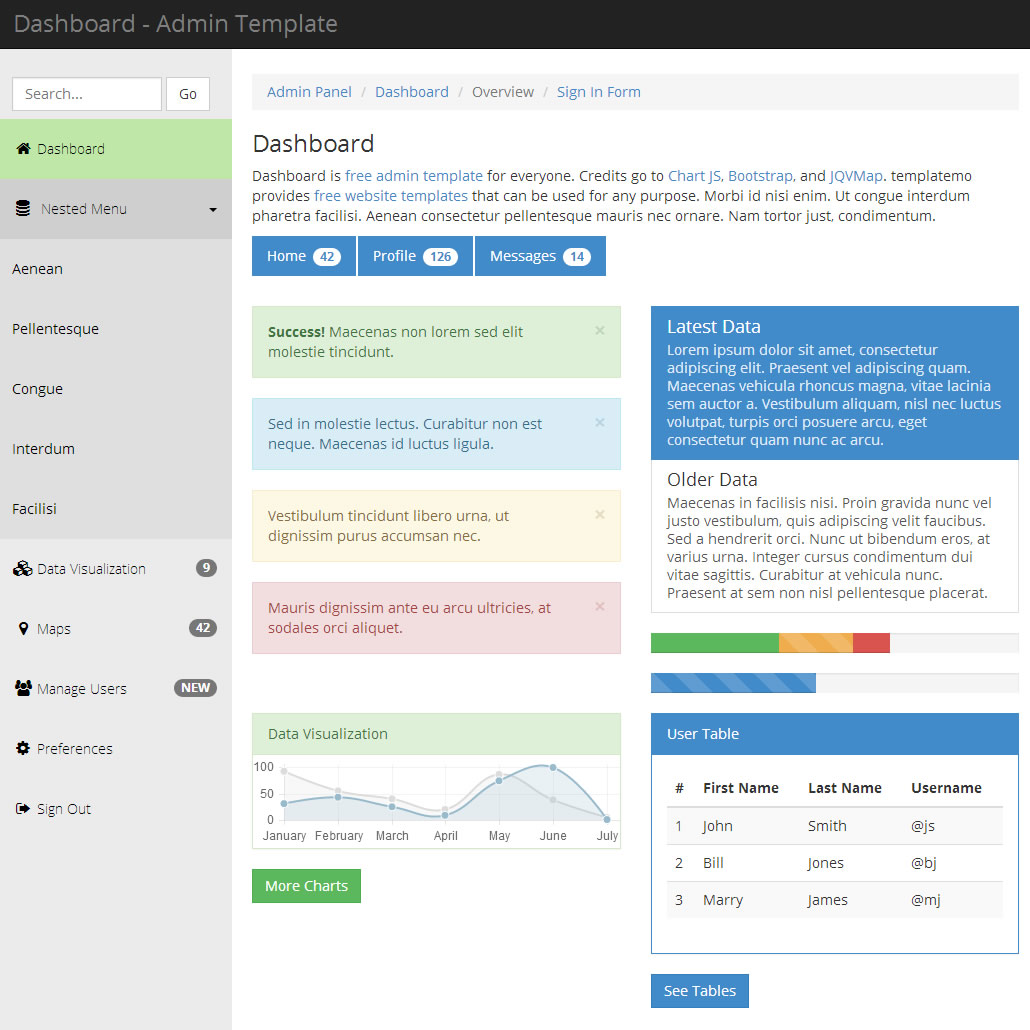 Dashboard - Admin Template
Search...
Go
Dashboard
Nested Menu
Aenean
Pellentesque
Congue
Interdum
Facilisi
Data Visualization 9
Maps 42
Manage Users NEW
Preferences
Sign Out
Admin Panel / Dashboard / Overview / Sign In Form
Dashboard
Dashboard is free admin template for everyone. Credits go to Chart JS, Bootstrap, and JQVMap. templatemo
provides free website templates that can be used for any purpose. Morbi id nisi enim. Ut congue interdum
pharetra facilisi. Aenean consectetur pellentesque mauris nec ornare. Nam tortor just, condimentum.
Home 42 Profile 126 Messages 14
Success! Maecenas non lorem sed elit
molestie tincidunt.
×
Sed in molestie lectus. Curabitur non est
neque. Maecenas id luctus ligula.
×
Vestibulum tincidunt libero urna, ut
dignissim purus accumsan nec.
×
Mauris dignissim ante eu arcu ultricies, at
sodales orci aliquet.
×
Latest Data
Lorem ipsum dolor sit amet, consectetur
adipiscing elit. Praesent vel adipiscing quam.
Maecenas vehicula rhoncus magna, vitae lacinia
sem auctor a. Vestibulum aliquam, nisl nec luctus
volutpat, turpis orci posuere arcu, eget
consectetur quam nunc ac arcu.
Older Data
Maecenas in facilisis nisi. Proin gravida nunc vel
justo vestibulum, quis adipiscing velit faucibus.
Sed a hendrerit orci. Nunc ut bibendum eros, at
varius urna. Integer cursus condimentum dui
vitae sagittis. Curabitur at vehicula nunc.
Praesent at sem non nisl pellentesque placerat.
Data Visualization
100
50
0
January February March April May June July
More Charts
User Table
# First Name Last Name Username
1 John Smith @js
2 Bill Jones @bj
3 Marry James @mj
See Tables